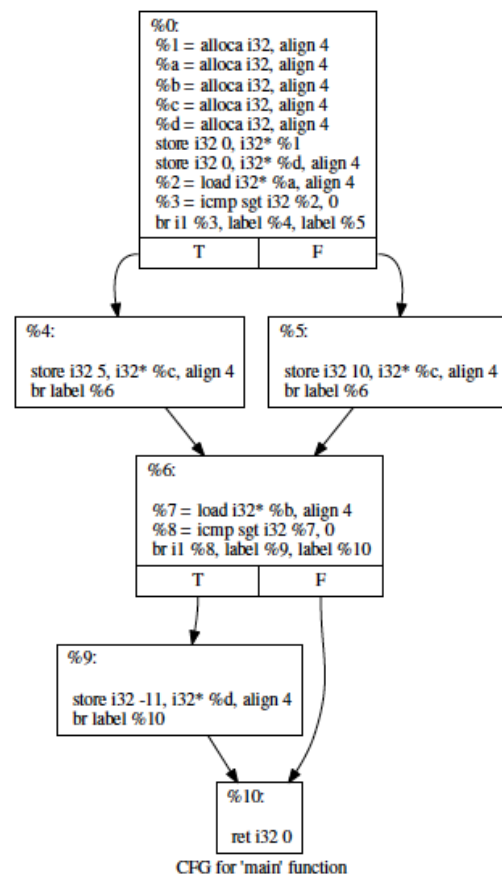 %0:
%1 = alloca i32, align 4
%a = alloca i32, align 4
%b = alloca i32, align 4
%c = alloca i32, align 4
%d = alloca i32, align 4
store i32 0, i32* %1
store i32 0, i32* %d, align 4
%2 = load i32* %a, align 4
%3 = icmp sgt i32 %2, 0
br i1 %3, label %4, label %5
T F
%4:
store i32 5, i32* %c, align 4
br label %6
%5:
store i32 10, i32* %c, align 4
br label %6
%6:
%7 = load i32* %b, align 4
%8 = icmp sgt i32 %7, 0
br i1 %8, label %9, label %10
T F
%9:
store i32 -11, i32* %d, align 4
br label %10
%10:
ret i32 0
CFG for 'main' function